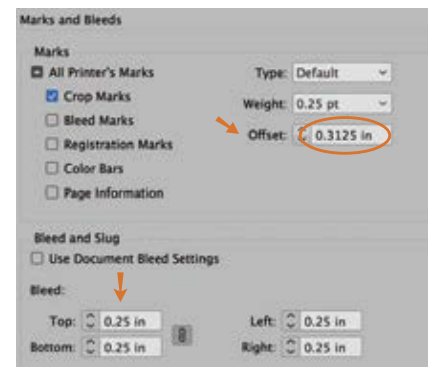 Marks and Bleeds
Marks
All Printer's Marks
Type: Default
Crop Marks
Weight: 0.25 pt
Bleed Marks
Offset: 0.3125 in
Registration Marks
Color Bars
Page Information
Bleed and Slug
Use Document Bleed Settings
Bleed:
Top: 0.25 in Left: 0.25 in
Bottom: 0.25 in Right: 0.25 in